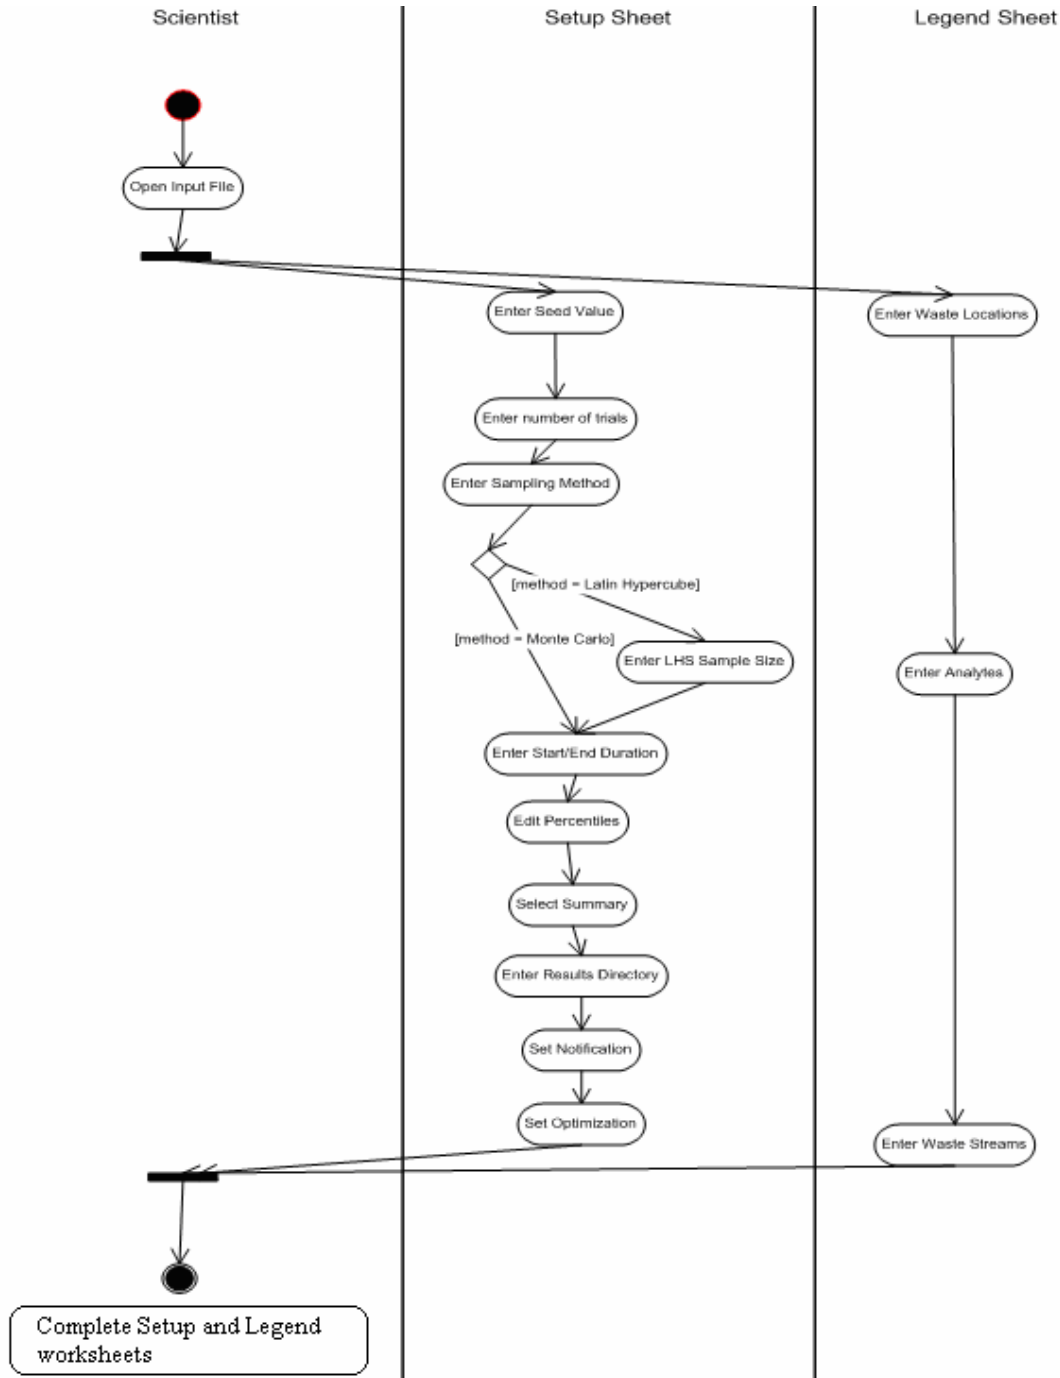 Scientist
Setup Sheet
Legend Sheet
Open Input File
Enter Seed Value
Enter Waste Locations
Enter number of trials
Enter Sampling Method
[method = Latin Hypercube]
[method = Monte Carlo]
Enter LHS Sample Size
Enter Analytes
Enter Start/End Duration
Edit Percentiles
Select Summary
Enter Results Directory
Set Notification
Set Optimization
Enter Waste Streams
Complete Setup and Legend
worksheets